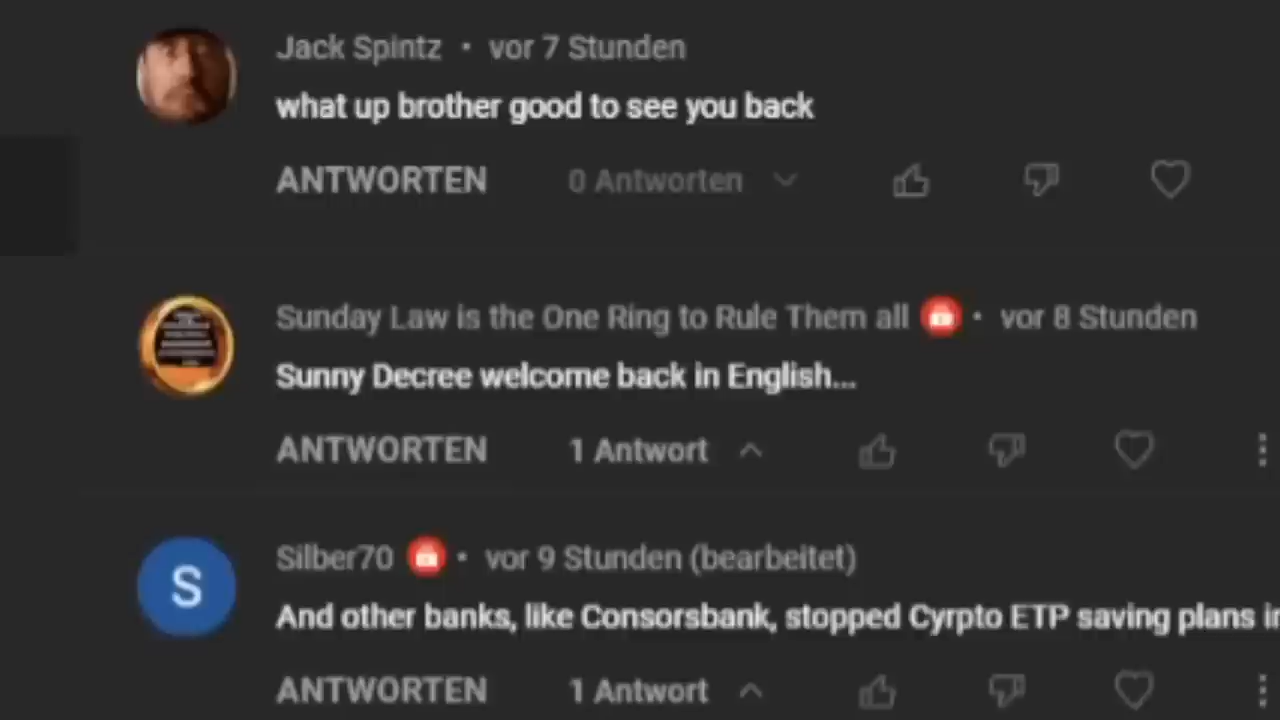 Jack Spintz • vor 7 Stunden
what up brother good to see you back
ANTWORTEN 0 Antworten
Sunday Law is the One Ring to Rule Them all • vor 8 Stunden
Sunny Decree welcome back in English...
ANTWORTEN 1 Antwort
S
Silber70 • vor 9 Stunden (bearbeitet)
And other banks, like Consorsbank, stopped Cyrpto ETP saving plans
ANTWORTEN 1 Antwort